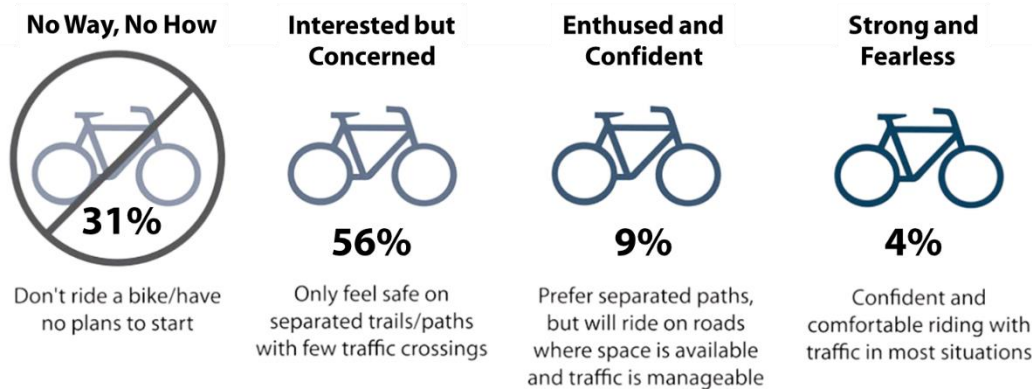 No Way, No How
31%
Don't ride a bike/have
no plans to start
Interested but
Concerned
56%
Only feel safe on
separated trails/paths
with few traffic crossings
Enthused and
Confident
9%
Prefer separated paths,
but will ride on roads
where space is available
and traffic is manageable
Strong and
Fearless
4%
Confident and
comfortable riding with
traffic in most situations